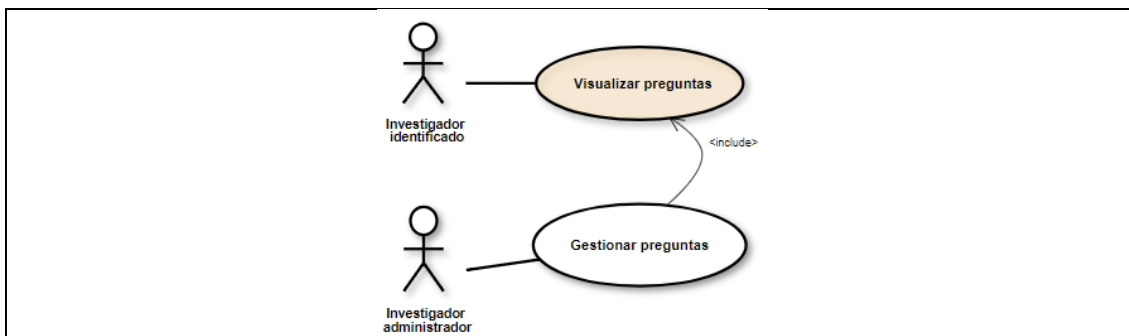 Visualizar preguntas
Investigador
identificado
<include>
Gestionar preguntas
Investigador
administrador